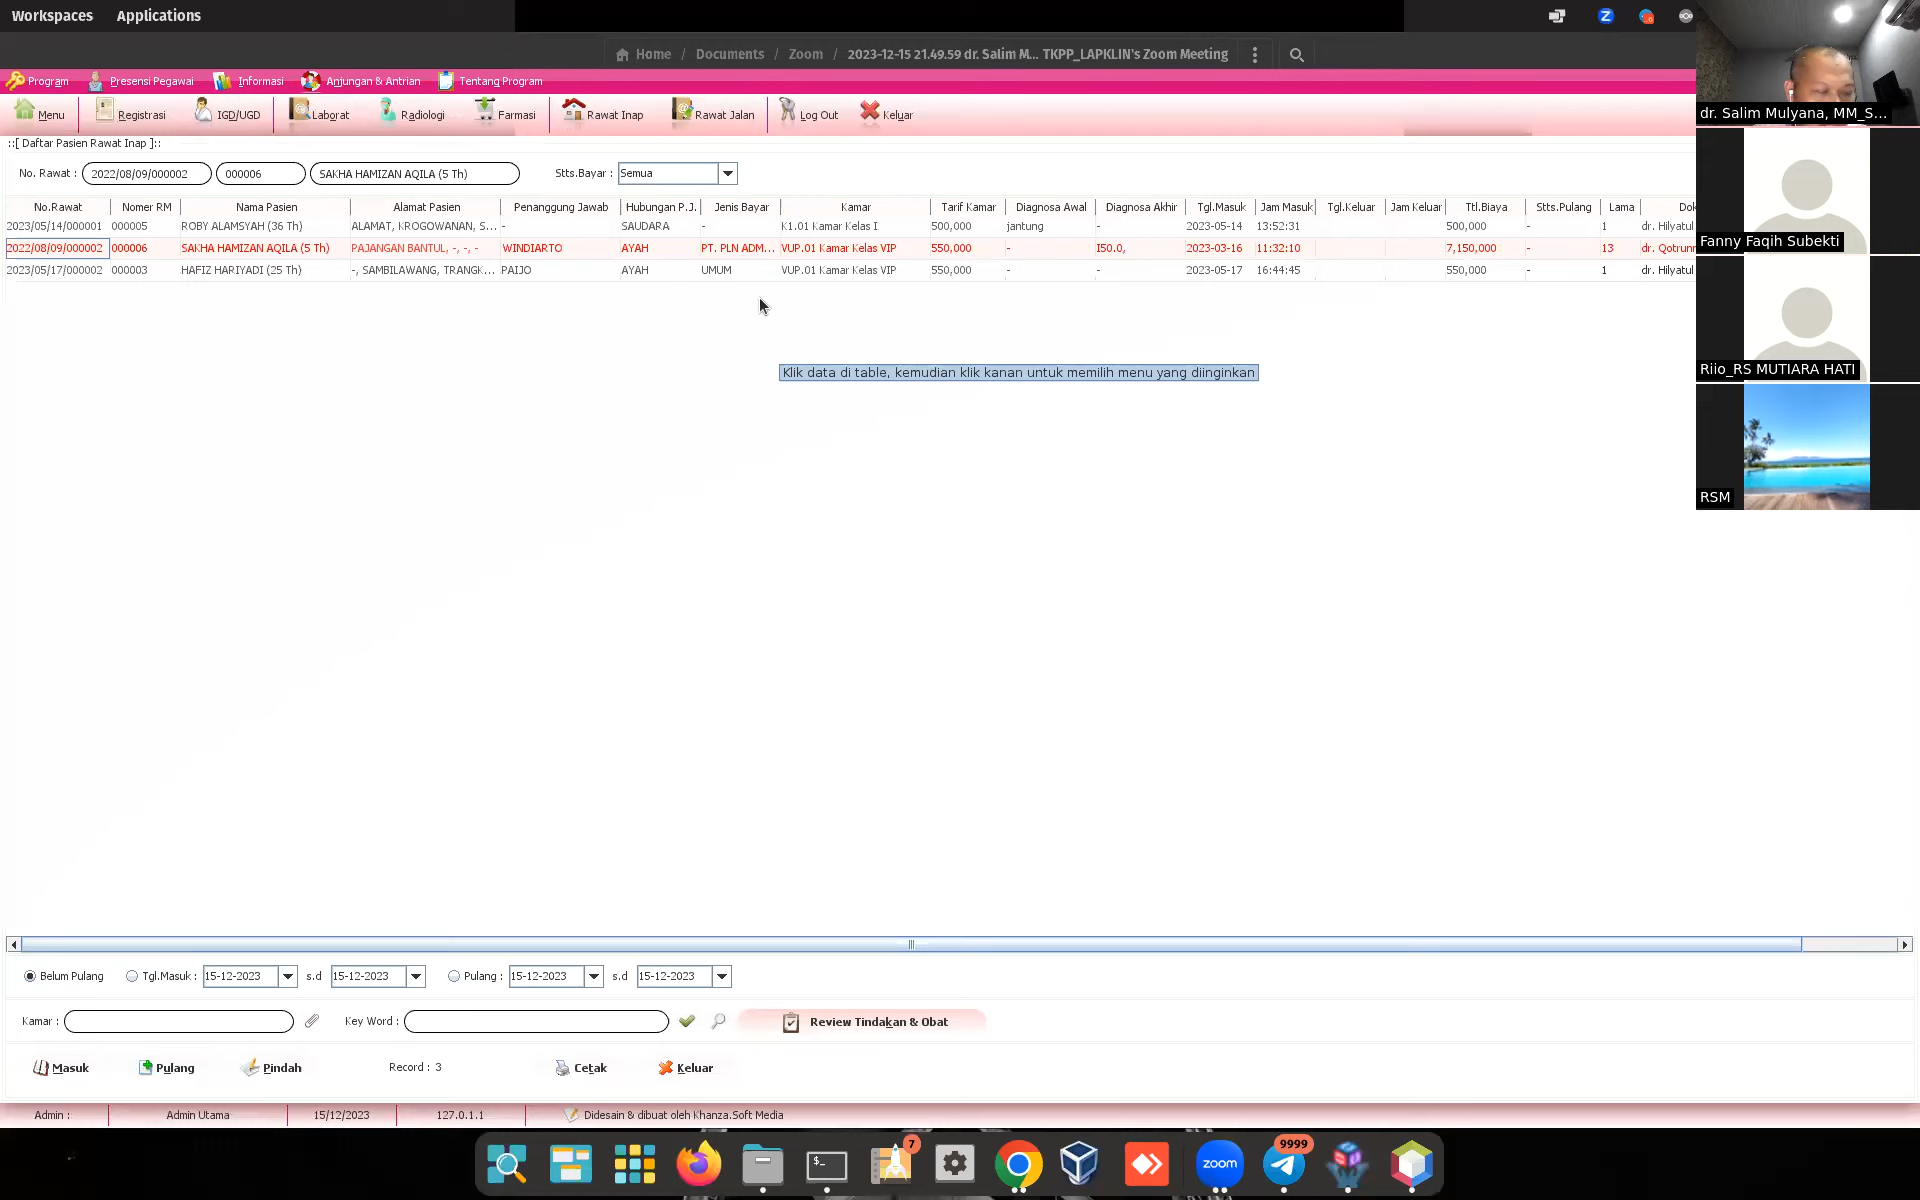 Workspaces Applications
Home / Documents / Zoom / 2023-12-15 21.49.59 dr. Salim M... TKPP_LAPKLIN's Zoom Meeting
Program Presensi Pegawai Informasi Anjungan & Antrian Tentang Program
Menu Registrasi IGD/UGD Laborat Radiologi Farmasi Rawat Inap Rawat Jalan Log Out Keluar
dr. Salim Mulyana, MM_S...
::[ Daftar Pasien Rawat Inap ]::
No. Rawat : 2022/08/09/000002 000006 SAKHA HAMIZAN AQILA (5 Th) Stts.Bayar : Semua
No.Rawat Nomer RM Nama Pasien Alamat Pasien Penanggung Jawab Hubungan P.J. Jenis Bayar Kamar Tarif Kamar Diagnosa Awal Diagnosa Akhir Tgl.Masuk Jam Masuk Tgl.Keluar Jam Keluar Ttl.Biaya Stts.Pulang Lama Dok
2023/05/14/000001 000005 ROBY ALAMSYAH (36 Th) ALAMAT, KROGOWANAN, S... - SAUDARA - K1.01 Kamar Kelas I 500,000 jantung - 2023-05-14 13:52:31 500,000 - 1 dr. Hilyatul
2022/08/09/000002 000006 SAKHA HAMIZAN AQILA (5 Th) PAJANGAN BANTUL, -, -, - WINDIARTO AYAH PT. PLN ADM... VUP.01 Kamar Kelas VIP 550,000 - I50.0, 2023-03-16 11:32:10 7,150,000 - 13 dr. Qotrunn
2023/05/17/000002 000003 HAFIZ HARIYADI (25 Th) -, SAMBILAWANG, TRANGK... PAIJO AYAH UMUM VUP.01 Kamar Kelas VIP 550,000 - - 2023-05-17 16:44:45 550,000 - 1 dr. Hilyatul
Fanny Faqih Subekti
Klik data di table, kemudian klik kanan untuk memilih menu yang diinginkan
Riio_RS MUTIARA HATI
RSM
Belum Pulang Tgl.Masuk : 15-12-2023 s.d 15-12-2023 Pulang : 15-12-2023 s.d 15-12-2023
Kamar : Key Word : Review Tindakan & Obat
Masuk Pulang Pindah Record : 3 Cetak Keluar
Admin : Admin Utama 15/12/2023 127.0.1.1 Didesain & dibuat oleh Khanza.Soft Media
7 9999
zoom